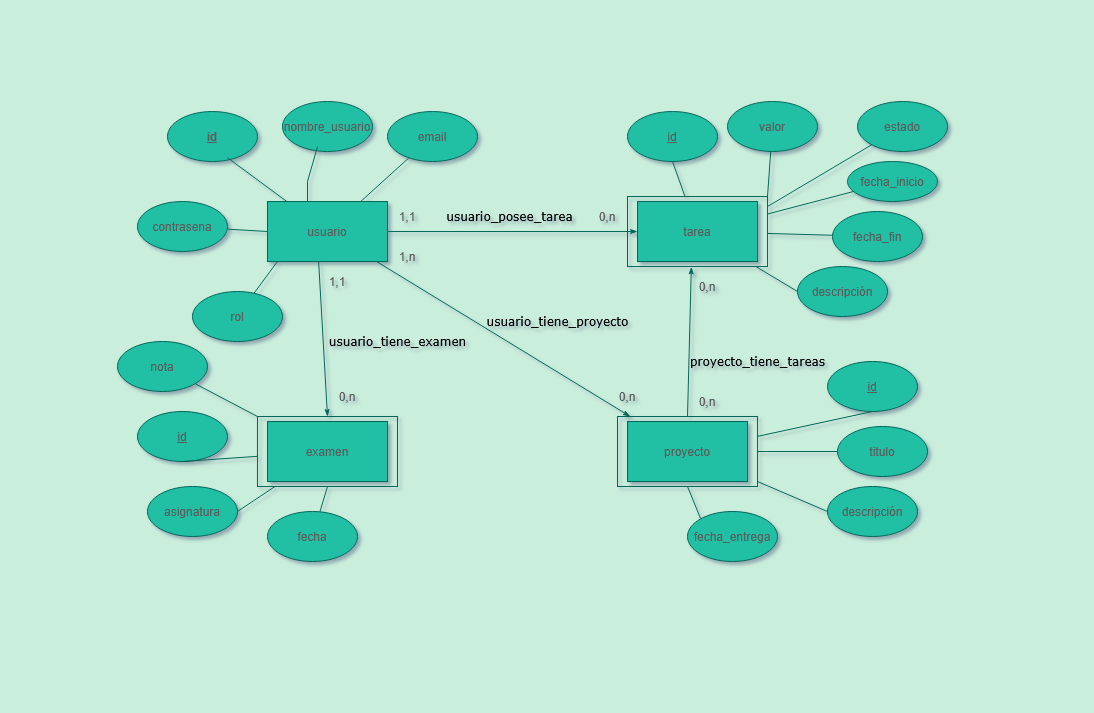 id
nombre_usuario
email
contrasena
usuario
rol
1,1
usuario_posee_tarea
0,n
1,n
1,1
id
valor
estado
fecha_inicio
tarea
fecha_fin
descripción
0,n
usuario_tiene_proyecto
usuario_tiene_examen
proyecto_tiene_tareas
nota
0,n
0,n
0,n
id
id
examen
proyecto
titulo
asignatura
descripción
fecha
fecha_entrega